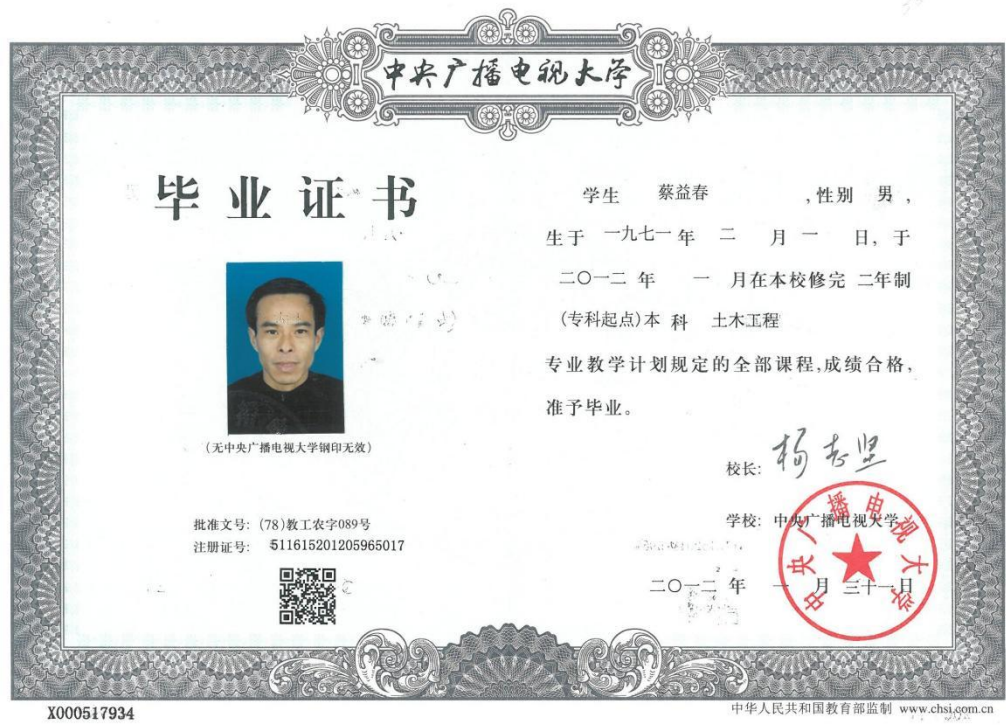 中央广播电视大学
毕业证书
(无中央广播电视大学钢印无效)
批准文号: (78)教工农字089号
注册证号: 511615201205965017
学生 蔡益春 ,性别 男 ,
生于 一九七一 年 二 月 一 日, 于
二〇一二 年 一 月在本校修完 二年制
(专科起点)本 科 土木工程
专业教学计划规定的全部课程,成绩合格,
准予毕业。
校长: 杨志坚
学校: 中央广播电视大学
二〇一二 年 一 月 三十一日
中央广播电视大学
X000517934
中华人民共和国教育部监制 www.chsi.com.cn